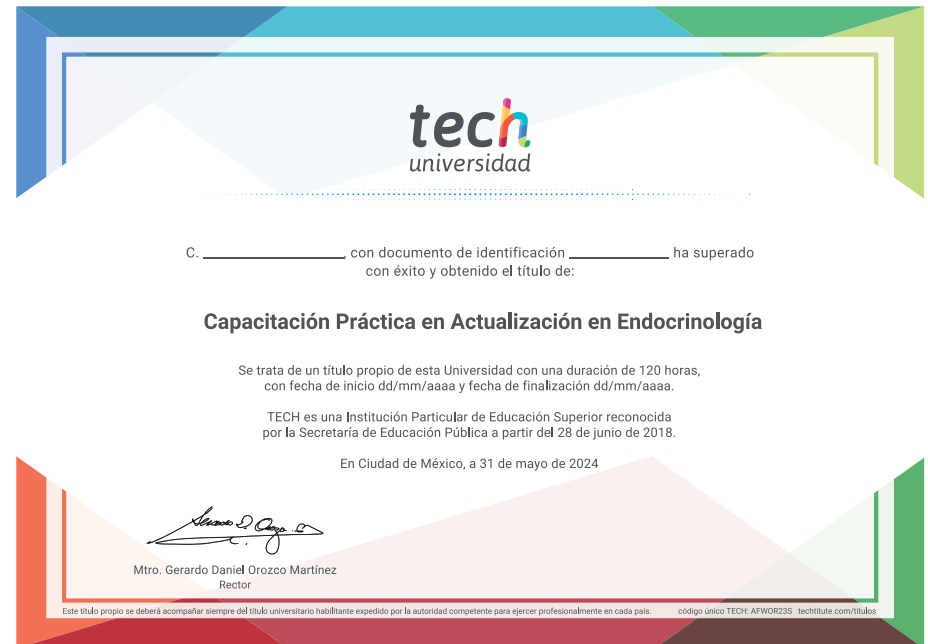 tech
universidad
C. , con documento de identificación ha superado
con éxito y obtenido el título de:
Capacitación Práctica en Actualización en Endocrinología
Se trata de un título propio de esta Universidad con una duración de 120 horas,
con fecha de inicio dd/mm/aaaa y fecha de finalización dd/mm/aaaa.
TECH es una Institución Particular de Educación Superior reconocida
por la Secretaría de Educación Pública a partir del 28 de junio de 2018.
En Ciudad de México, a 31 de mayo de 2024
Mtro. Gerardo Daniel Orozco Martínez
Rector
Este título propio se deberá acompañar siempre del título universitario habilitante expedido por la autoridad competente para ejercer profesionalmente en cada país. código único TECH: AFWOR23S techtitute.com/titulos